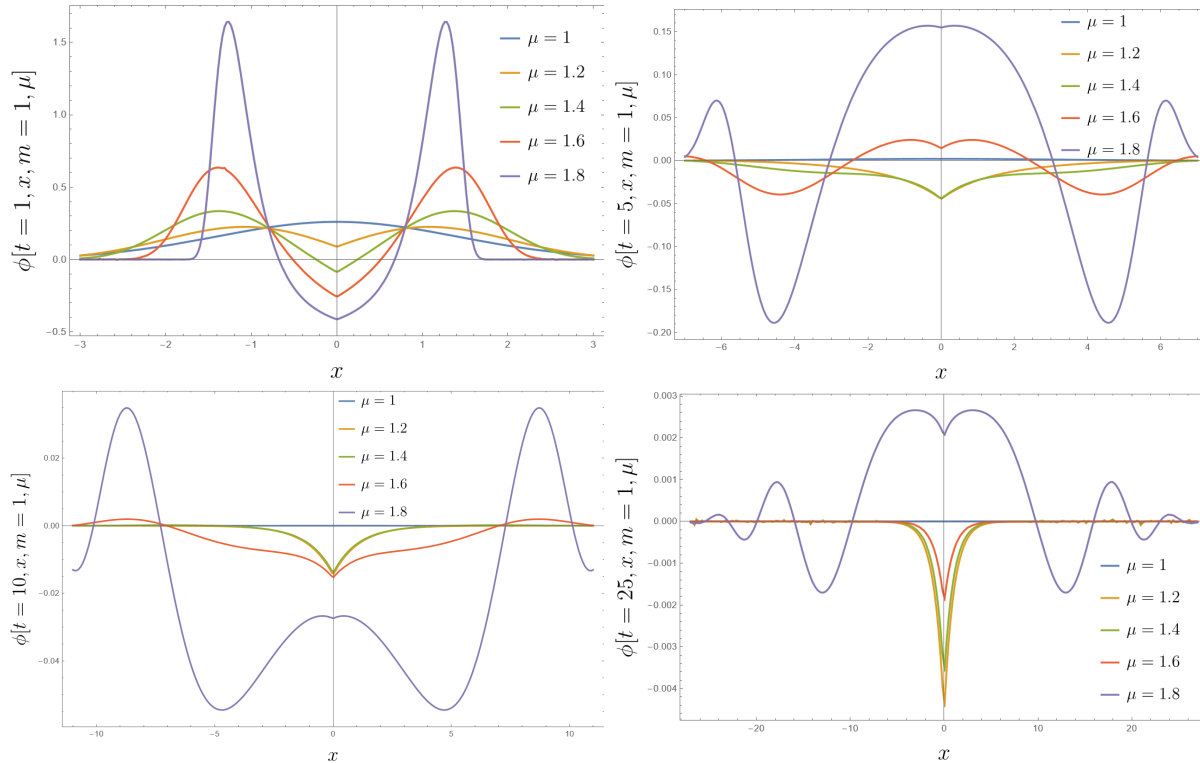 ϕ[t = 1, x, m = 1, μ]
1.5
1.0
0.5
0.0
−0.5
−3
−2
−1
0
1
2
3
x
μ = 1
μ = 1.2
μ = 1.4
μ = 1.6
μ = 1.8
ϕ[t = 5, x, m = 1, μ]
0.15
0.10
0.05
0.00
−0.05
−0.10
−0.15
−0.20
−6
−4
−2
0
2
4
6
x
μ = 1
μ = 1.2
μ = 1.4
μ = 1.6
μ = 1.8
ϕ[t = 10, x, m = 1, μ]
0.02
0.00
−0.02
−0.04
−10
−5
0
5
10
x
μ = 1
μ = 1.2
μ = 1.4
μ = 1.6
μ = 1.8
ϕ[t = 25, x, m = 1, μ]
0.003
0.002
0.001
0.000
−0.001
−0.002
−0.003
−0.004
−20
−10
0
10
20
x
μ = 1
μ = 1.2
μ = 1.4
μ = 1.6
μ = 1.8